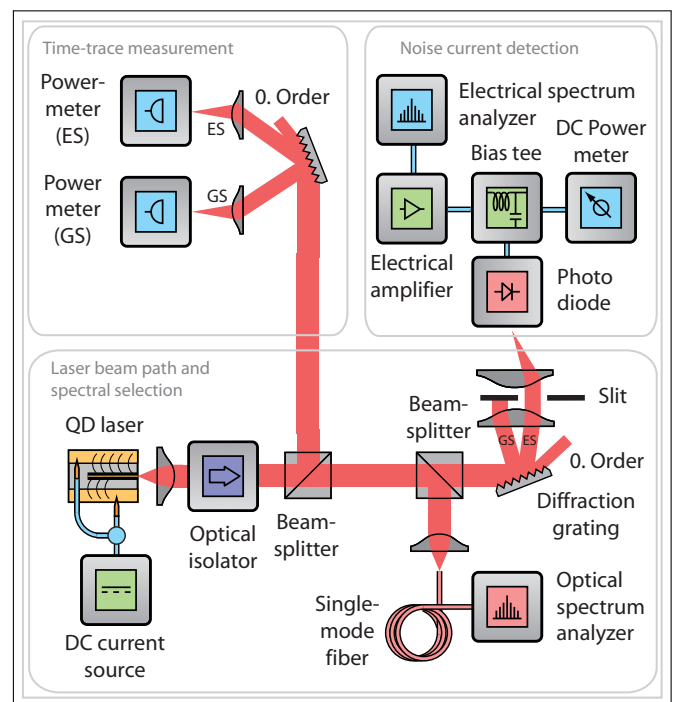 Time-trace measurement
Power-
meter
(ES)
0. Order
ES
Power
meter
(GS)
GS
Noise current detection
Electrical spectrum
analyzer
DC Power
meter
Bias tee
Electrical
amplifier
Photo
diode
Laser beam path and
spectral selection
QD laser
Optical
isolator
Beam-
splitter
DC current
source
Beam-
splitter
Slit
GS
ES
0. Order
Diffraction
grating
Single-
mode
fiber
Optical
spectrum
analyzer